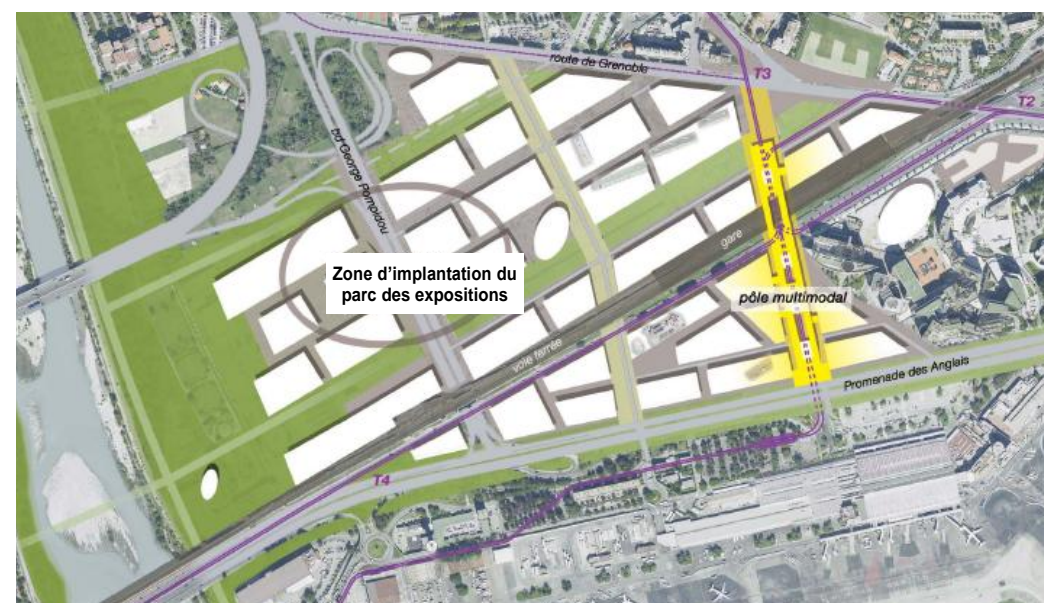 route de Grenoble
T3
T2
bd George Pompidou
gare
Zone d'implantation du
parc des expositions
pôle multimodal
voie ferrée
Promenade des Anglais
T4